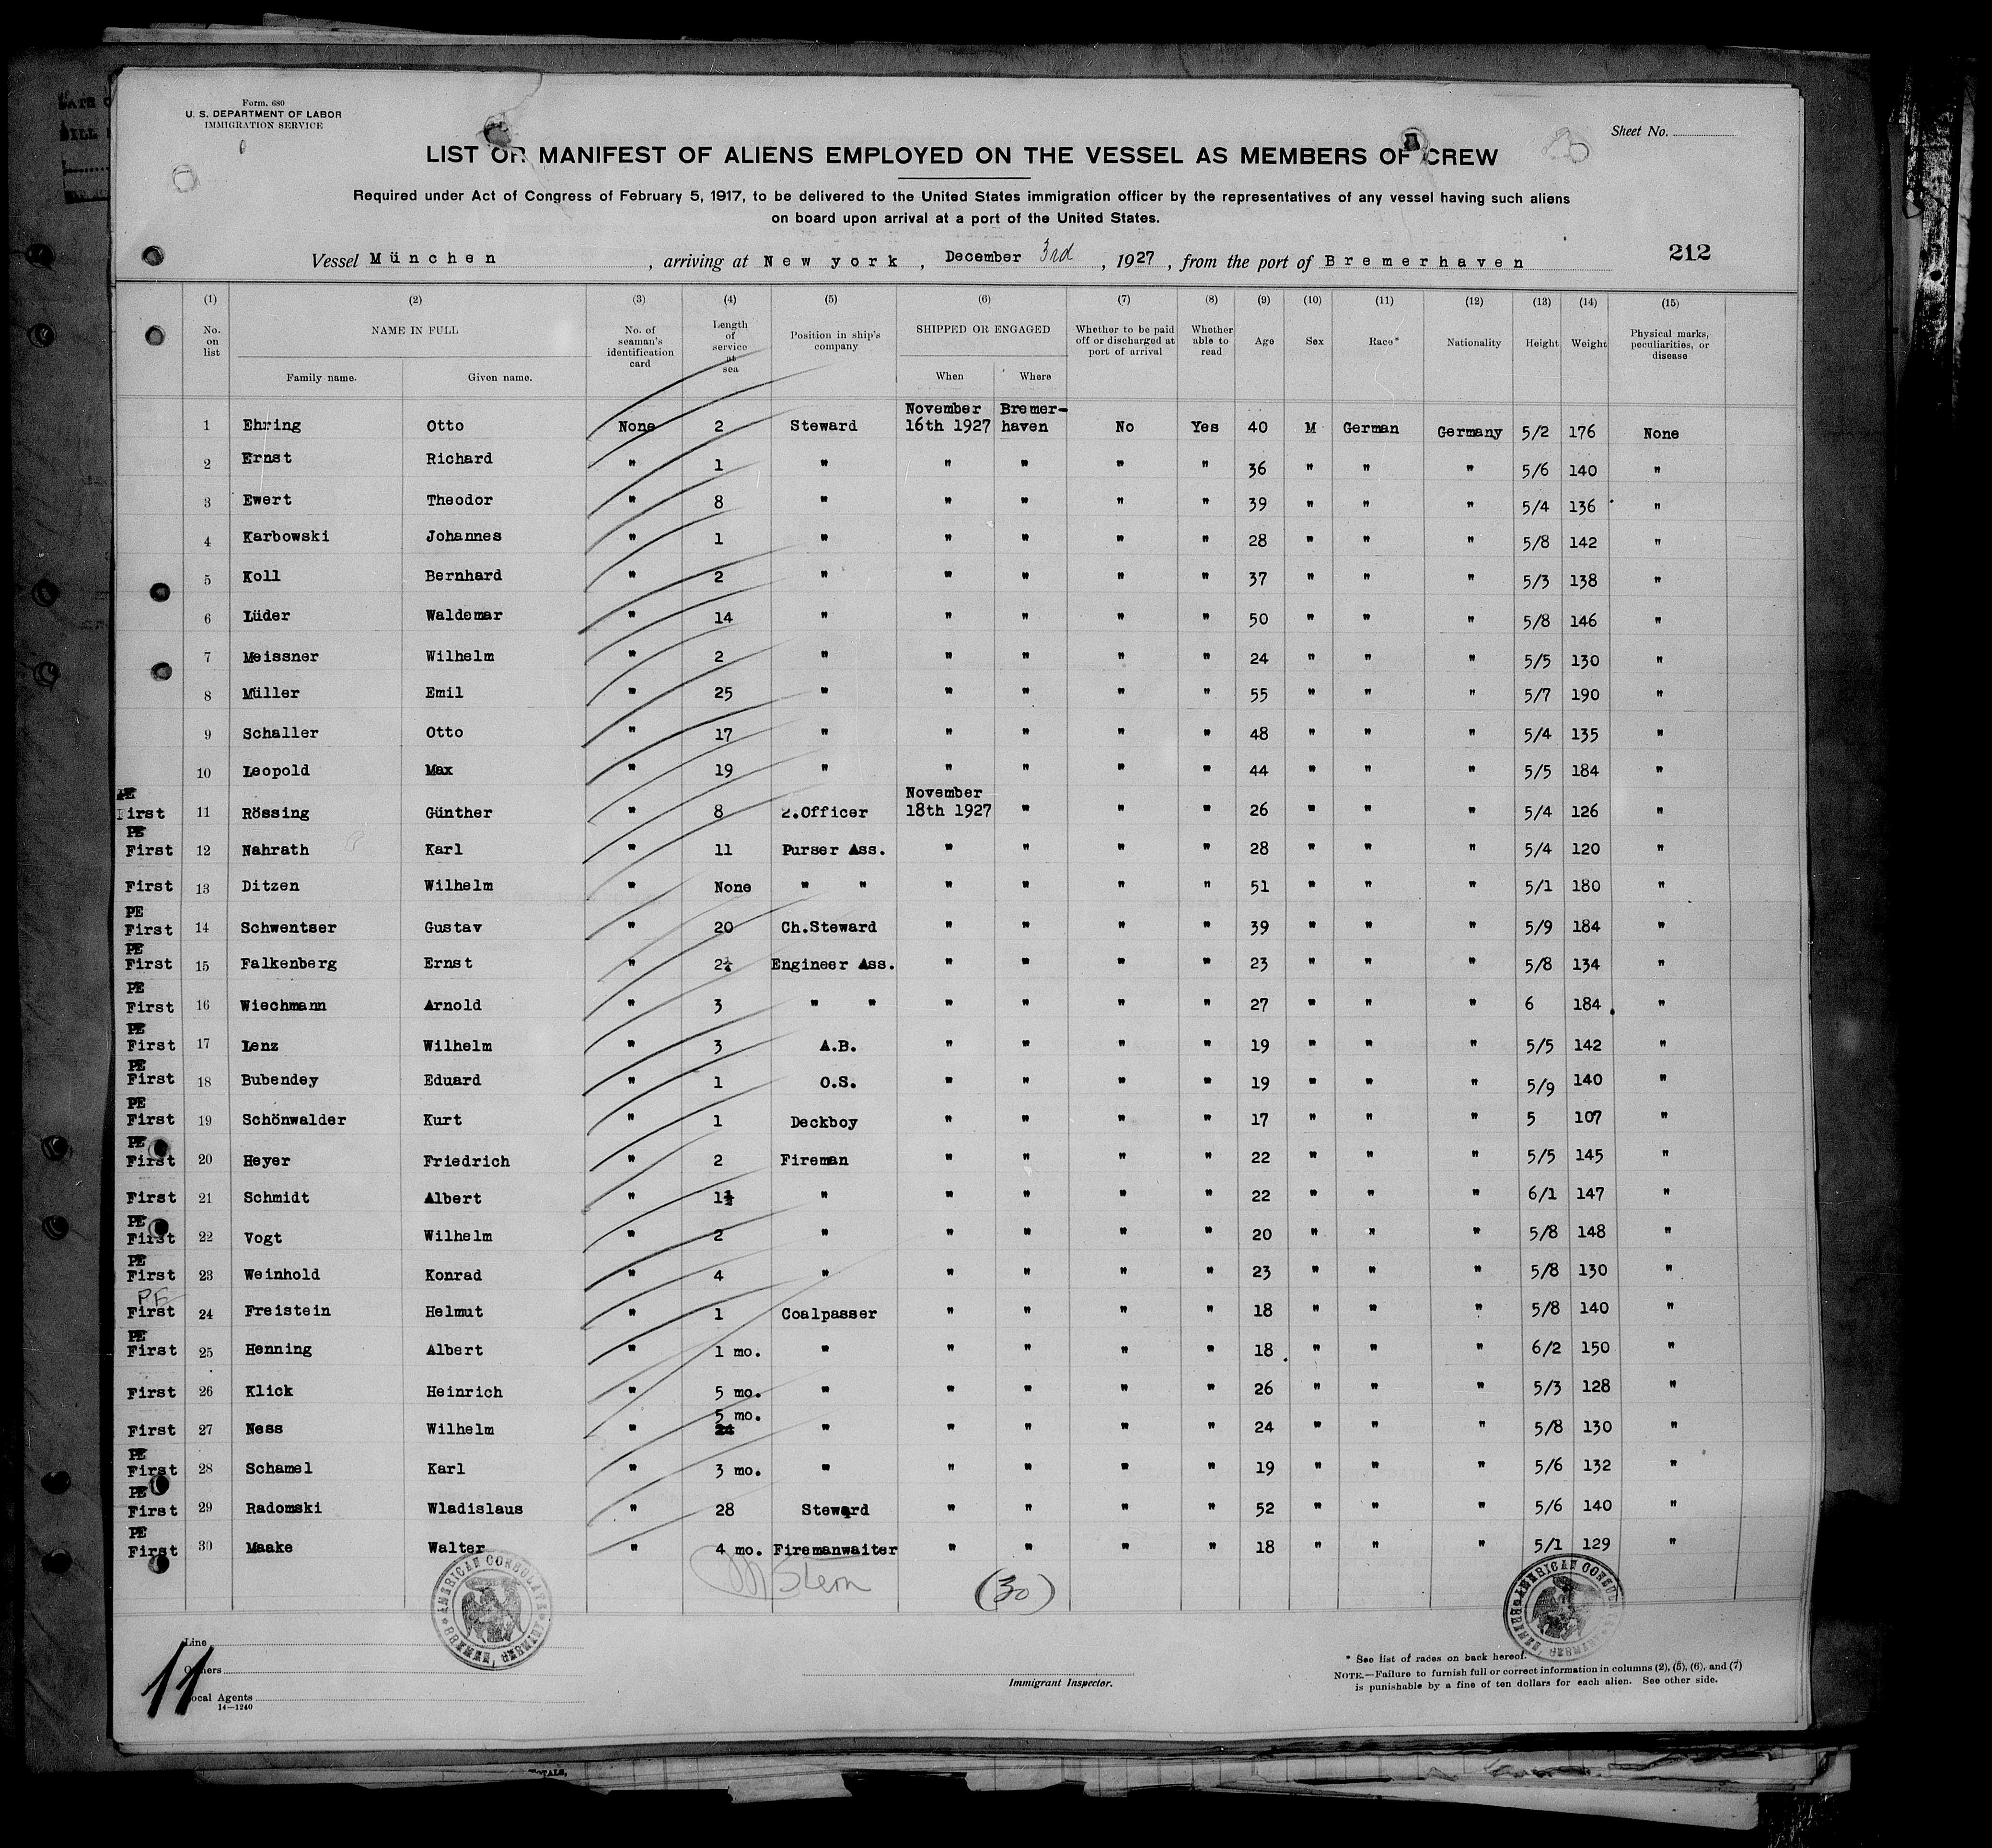 Form. 680
U. S. DEPARTMENT OF LABOR
IMMIGRATION SERVICE
Sheet No.
LIST OR MANIFEST OF ALIENS EMPLOYED ON THE VESSEL AS MEMBERS OF CREW
Required under Act of Congress of February 5, 1917, to be delivered to the United States immigration officer by the representatives of any vessel having such aliens
on board upon arrival at a port of the United States.
Vessel München , arriving at New york , December 3rd , 1927 , from the port of Bremerhaven
212
(1) (2) (3) (4) (5) (6) (7) (8) (9) (10) (11) (12) (13) (14) (15)
No. on list NAME IN FULL No. of seaman's identification card Length of service at sea Position in ship's company SHIPPED OR ENGAGED Whether to be paid off or discharged at port of arrival Whether able to read Age Sex Race* Nationality Height Weight Physical marks, peculiarities, or disease
Family name. Given name. When Where
1 Ehring Otto None 2 Steward November 16th 1927 Bremer-haven No Yes 40 M German Germany 5/2 176 None
2 Ernst Richard " 1 " " " " " 36 " " " 5/6 140 "
3 Ewert Theodor " 8 " " " " " 39 " " " 5/4 136 "
4 Karbowski Johannes " 1 " " " " " 28 " " " 5/8 142 "
5 Koll Bernhard " 2 " " " " " 37 " " " 5/3 138 "
6 Lüder Waldemar " 14 " " " " " 50 " " " 5/8 146 "
7 Meissner Wilhelm " 2 " " " " " 24 " " " 5/5 130 "
8 Müller Emil " 25 " " " " " 55 " " " 5/7 190 "
9 Schaller Otto " 17 " " " " " 48 " " " 5/4 135 "
10 Leopold Max " 19 " " " " " 44 " " " 5/5 184 "
PE First 11 Rössing Günther " 8 2.Officer November 18th 1927 " " " 26 " " " 5/4 126 "
PE First 12 Nahrath Karl " 11 Purser Ass. " " " " 28 " " " 5/4 120 "
First 13 Ditzen Wilhelm " None " " " " " " 51 " " " 5/1 180 "
PE First 14 Schwentser Gustav " 20 Ch.Steward " " " " 39 " " " 5/9 184 "
PE First 15 Falkenberg Ernst " 2½ Engineer Ass. " " " " 23 " " " 5/8 134 "
PE First 16 Wiechmann Arnold " 3 " " " " " " 27 " " " 6 184 "
PE First 17 Lenz Wilhelm " 3 A.B. " " " " 19 " " " 5/5 142 "
PE First 18 Bubendey Eduard " 1 O.S. " " " " 19 " " " 5/9 140 "
PE First 19 Schönwalder Kurt " 1 Deckboy " " " " 17 " " " 5 107 "
PE First 20 Heyer Friedrich " 2 Fireman " " " " 22 " " " 5/5 145 "
First 21 Schmidt Albert " 1½ " " " " " 22 " " " 6/1 147 "
PE First 22 Vogt Wilhelm " 2 " " " " " 20 " " " 5/8 148 "
PE First 23 Weinhold Konrad " 4 " " " " " 23 " " " 5/8 130 "
PE First 24 Freistein Helmut " 1 Coalpasser " " " " 18 " " " 5/8 140 "
PE First 25 Henning Albert " 1 mo. " " " " " 18 " " " 6/2 150 "
First 26 Klick Heinrich " 5 mo. " " " " " 26 " " " 5/3 128 "
First 27 Ness Wilhelm " 5 mo. " " " " " 24 " " " 5/8 130 "
PE First 28 Schamel Karl " 3 mo. " " " " " 19 " " " 5/6 132 "
PE First 29 Radomski Wladislaus " 28 Steward " " " " 52 " " " 5/6 140 "
PE First 30 Maake Walter " 4 mo. Firemanwaiter " " " " 18 " " " 5/1 129 "
(30)
AMERICAN CONSULATE
AMERICAN CONSUL
Line
Owners
Local Agents
14—1240
11
Immigrant Inspector.
* See list of races on back hereof.
NOTE.—Failure to furnish full or correct information in columns (2), (5), (6), and (7)
is punishable by a fine of ten dollars for each alien. See other side.